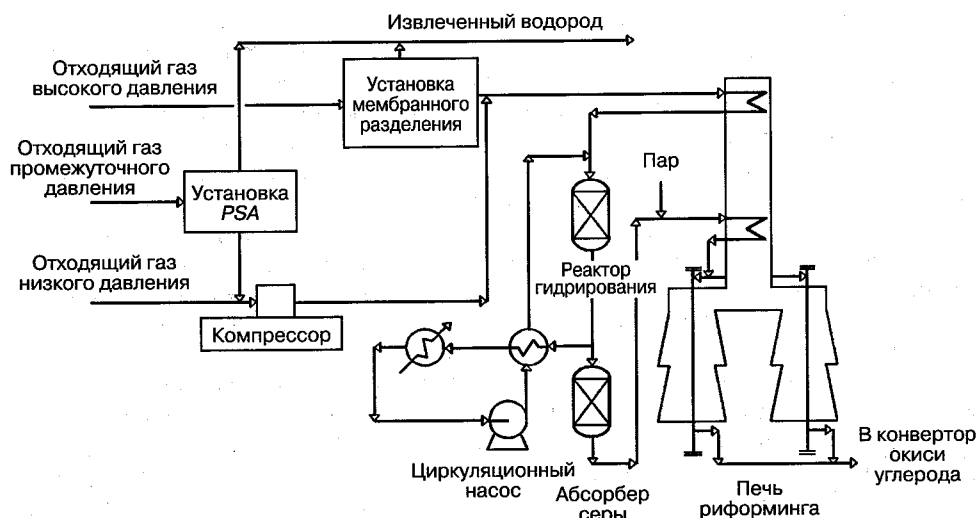 Извлеченный водород
Отходящий газ
высокого давления
Установка
мембранного
разделения
Отходящий газ
промежуточного
давления
Установка
PSA
Пар
Отходящий газ
низкого давления
Реактор
гидрирования
Компрессор
Циркуляционный
насос
Абсорбер
серы
Печь
риформинга
В конвертор
окиси
углерода